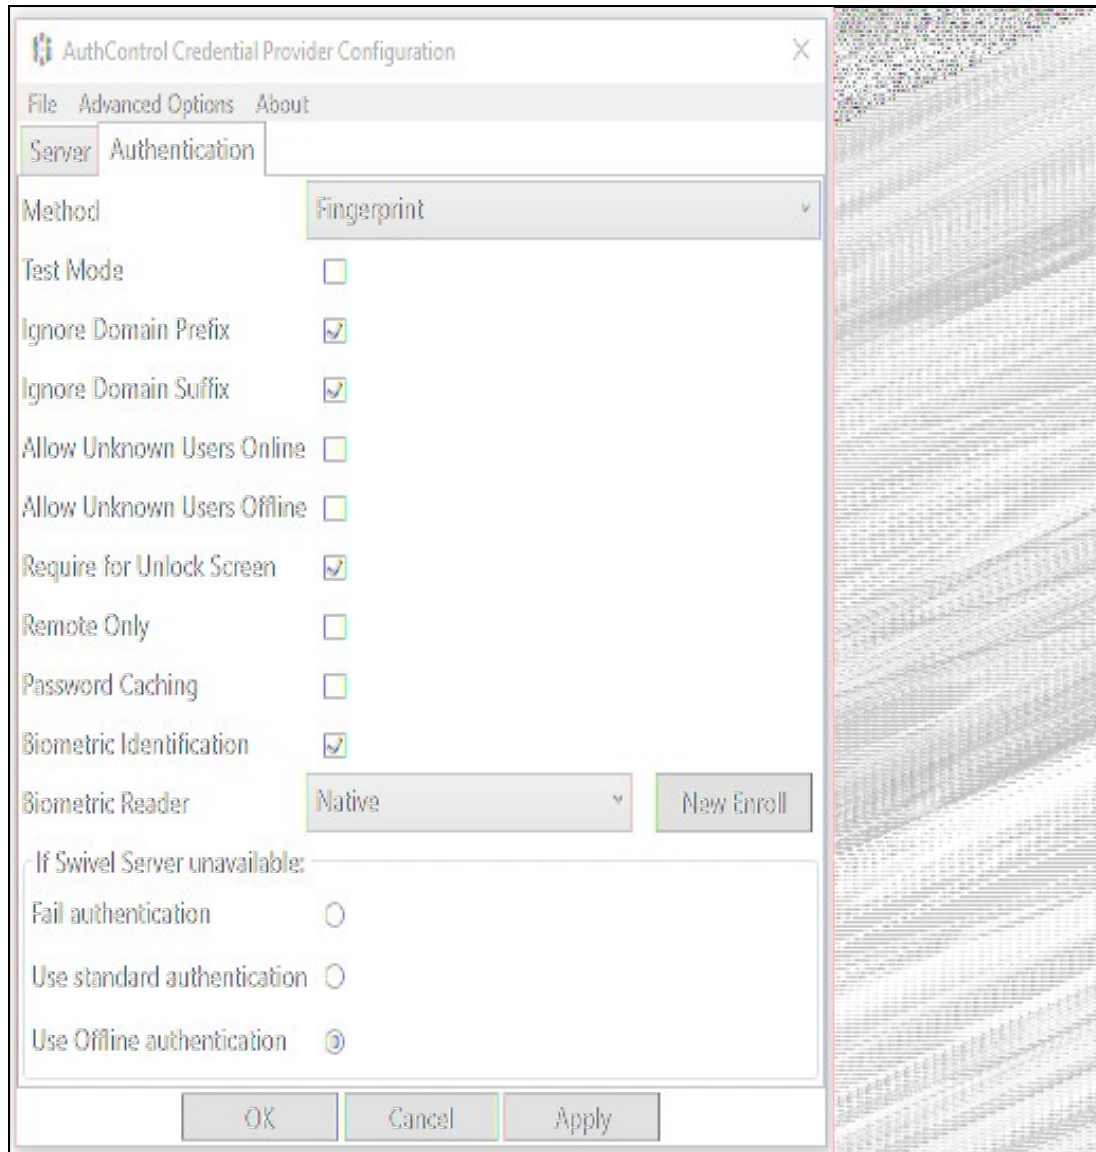 AuthControl Credential Provider Configuration
File Advanced Options About
Server Authentication
Method Fingerprint
Test Mode
Ignore Domain Prefix
Ignore Domain Suffix
Allow Unknown Users Online
Allow Unknown Users Offline
Require for Unlock Screen
Remote Only
Password Caching
Biometric Identification
Biometric Reader Native New Enroll
If Swivel Server unavailable:
Fail authentication
Use standard authentication
Use Offline authentication
OK Cancel Apply